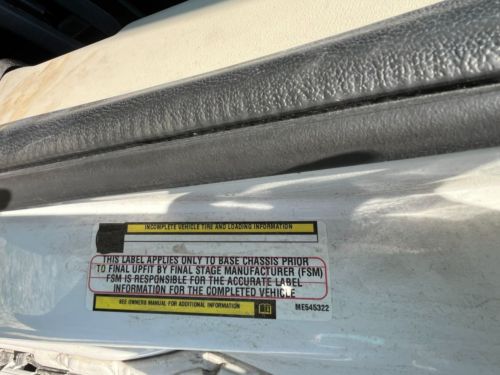 INCOMPLETE VEHICLE TIRE AND LOADING INFORMATION
THIS LABEL APPLIES ONLY TO BASE CHASSIS PRIOR
TO FINAL UPFIT BY FINAL STAGE MANUFACTURER (FSM)
FSM IS RESPONSIBLE FOR THE ACCURATE LABEL
INFORMATION FOR THE COMPLETED VEHICLE
SEE OWNERS MANUAL FOR ADDITIONAL INFORMATION
ME545322